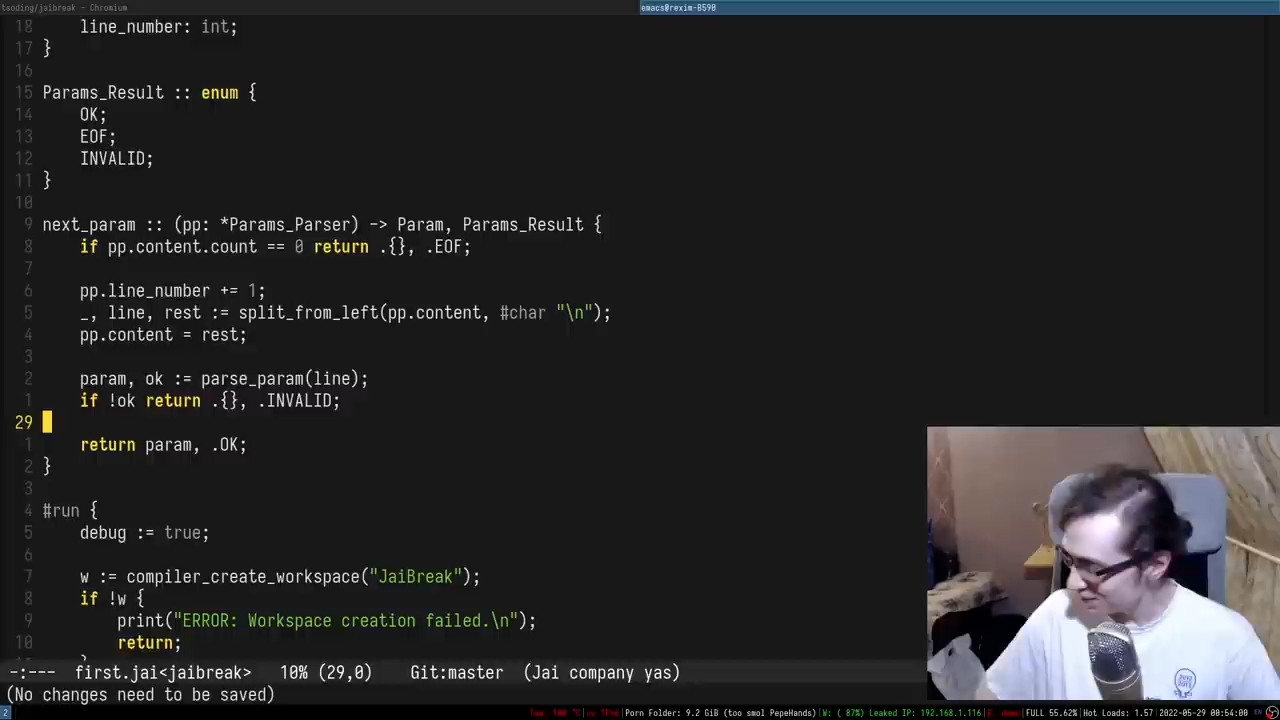 tsoding/jaibreak - Chromium
emacs@rexim-B590
18 line_number: int;
17 }
16
15 Params_Result :: enum {
14 OK;
13 EOF;
12 INVALID;
11 }
10
9 next_param :: (pp: *Params_Parser) -> Param, Params_Result {
8 if pp.content.count == 0 return .{}, .EOF;
7
6 pp.line_number += 1;
5 _, line, rest := split_from_left(pp.content, #char "\n");
4 pp.content = rest;
3
2 param, ok := parse_param(line);
1 if !ok return .{}, .INVALID;
29
1 return param, .OK;
2 }
3
4 #run {
5 debug := true;
6
7 w := compiler_create_workspace("JaiBreak");
8 if !w {
9 print("ERROR: Workspace creation failed.\n");
10 return;
-:--- first.jai<jaibreak> 10% (29,0) Git:master (Jai company yas)
(No changes need to be saved)
2
Porn Folder: 9.2 GiB (too smol PepeHands)|W: ( 87%) Leaked IP: 192.168.1.116| FULL 55.62%|Hot Loads: 1.57|2022-05-29 00:54:00